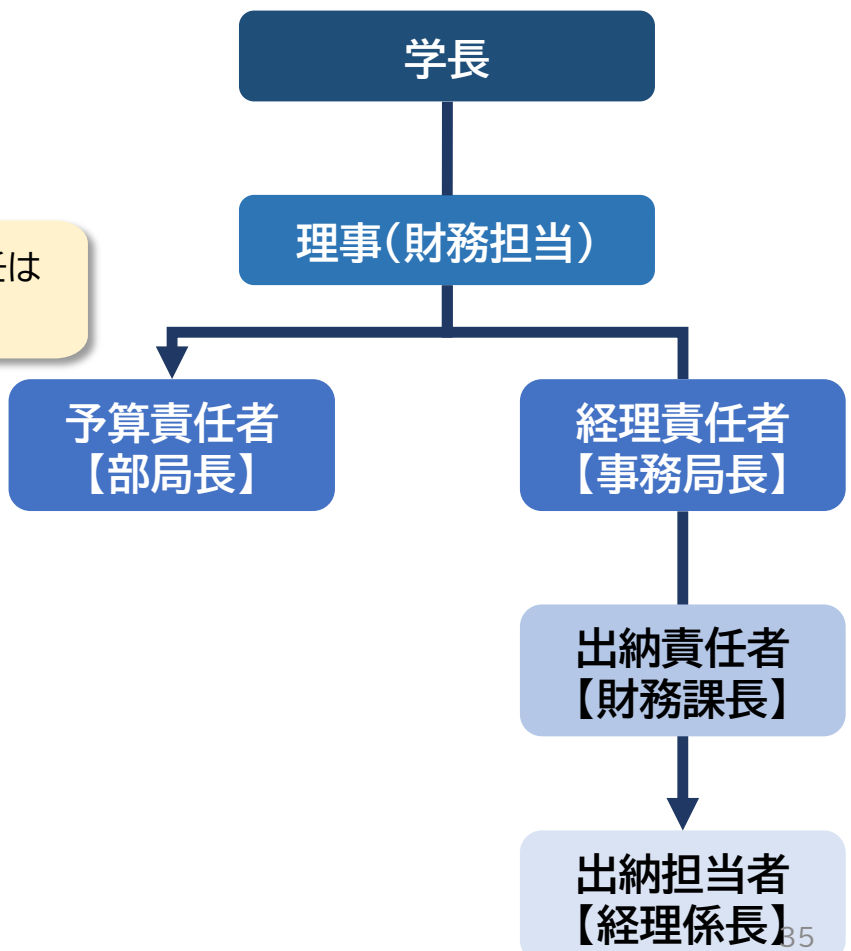 学長
理事（財務担当）
任は
予算責任者
【部局長】
経理責任者
【事務局長】
出納責任者
【財務課長】
出納担当者
【経理係長】
35